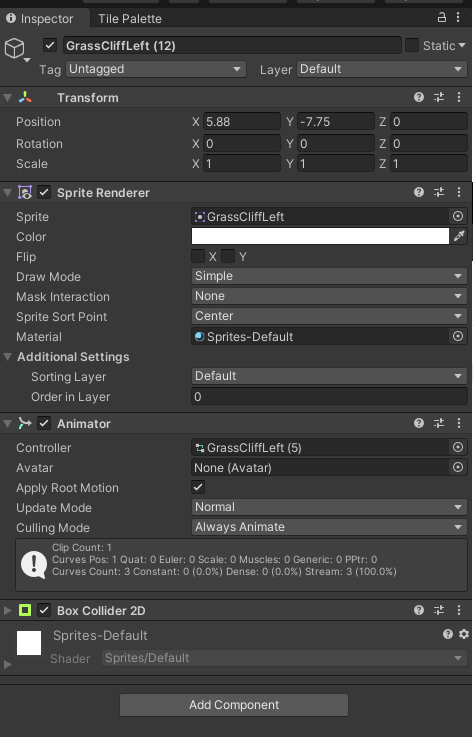 Inspector Tile Palette
GrassCliffLeft (12) Static
Tag Untagged Layer Default
Transform
Position X 5.88 Y -7.75 Z 0
Rotation X 0 Y 0 Z 0
Scale X 1 Y 1 Z 1
Sprite Renderer
Sprite GrassCliffLeft
Color
Flip X Y
Draw Mode Simple
Mask Interaction None
Sprite Sort Point Center
Material Sprites-Default
Additional Settings
Sorting Layer Default
Order in Layer 0
Animator
Controller GrassCliffLeft (5)
Avatar None (Avatar)
Apply Root Motion
Update Mode Normal
Culling Mode Always Animate
Clip Count: 1
Curves Pos: 1 Quat: 0 Euler: 0 Scale: 0 Muscles: 0 Generic: 0 PPtr: 0
Curves Count: 3 Constant: 0 (0.0%) Dense: 0 (0.0%) Stream: 3 (100.0%)
Box Collider 2D
Sprites-Default
Shader Sprites/Default
Add Component